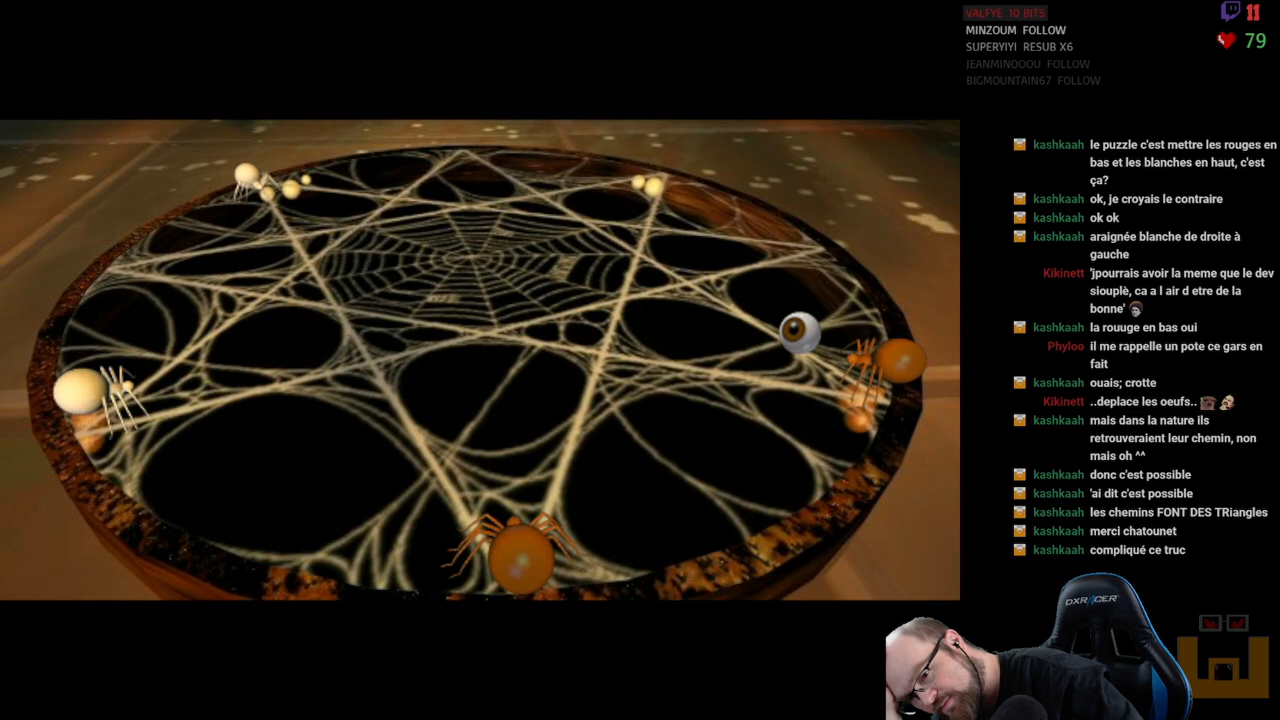 VALFYE 10 BITS
MINZOUM FOLLOW
SUPERYIYI RESUB X6
JEANMINOOOU FOLLOW
BIGMOUNTAIN67 FOLLOW
11
79
kashkaah le puzzle c'est mettre les rouges en
bas et les blanches en haut, c'est
ça?
kashkaah ok, je croyais le contraire
kashkaah ok ok
kashkaah araignée blanche de droite à
gauche
Kikinett 'jpourrais avoir la meme que le dev
siouplè, ca a l air d etre de la
bonne'
kashkaah la rouuge en bas oui
Phyloo il me rappelle un pote ce gars en
fait
kashkaah ouais; crotte
Kikinett ..deplace les oeufs..
kashkaah mais dans la nature ils
retrouveraient leur chemin, non
mais oh ^^
kashkaah donc c'est possible
kashkaah 'ai dit c'est possible
kashkaah les chemins FONT DES TRiangles
kashkaah merci chatounet
kashkaah compliqué ce truc
DXRACER